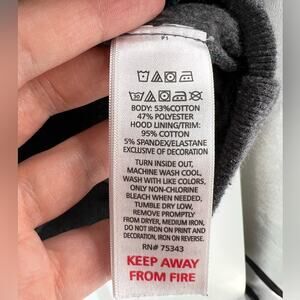 BODY: 53%COTTON
47% POLYESTER
HOOD LINING/TRIM:
95% COTTON
5% SPANDEX/ELASTANE
EXCLUSIVE OF DECORATION
TURN INSIDE OUT,
MACHINE WASH COOL,
WASH WITH LIKE COLORS,
ONLY NON-CHLORINE
BLEACH WHEN NEEDED,
TUMBLE DRY LOW,
REMOVE PROMPTLY
FROM DRYER, MEDIUM IRON.
DO NOT IRON ON PRINT AND
DECORATION, IRON ON REVERSE.
RN# 75343
KEEP AWAY
FROM FIRE